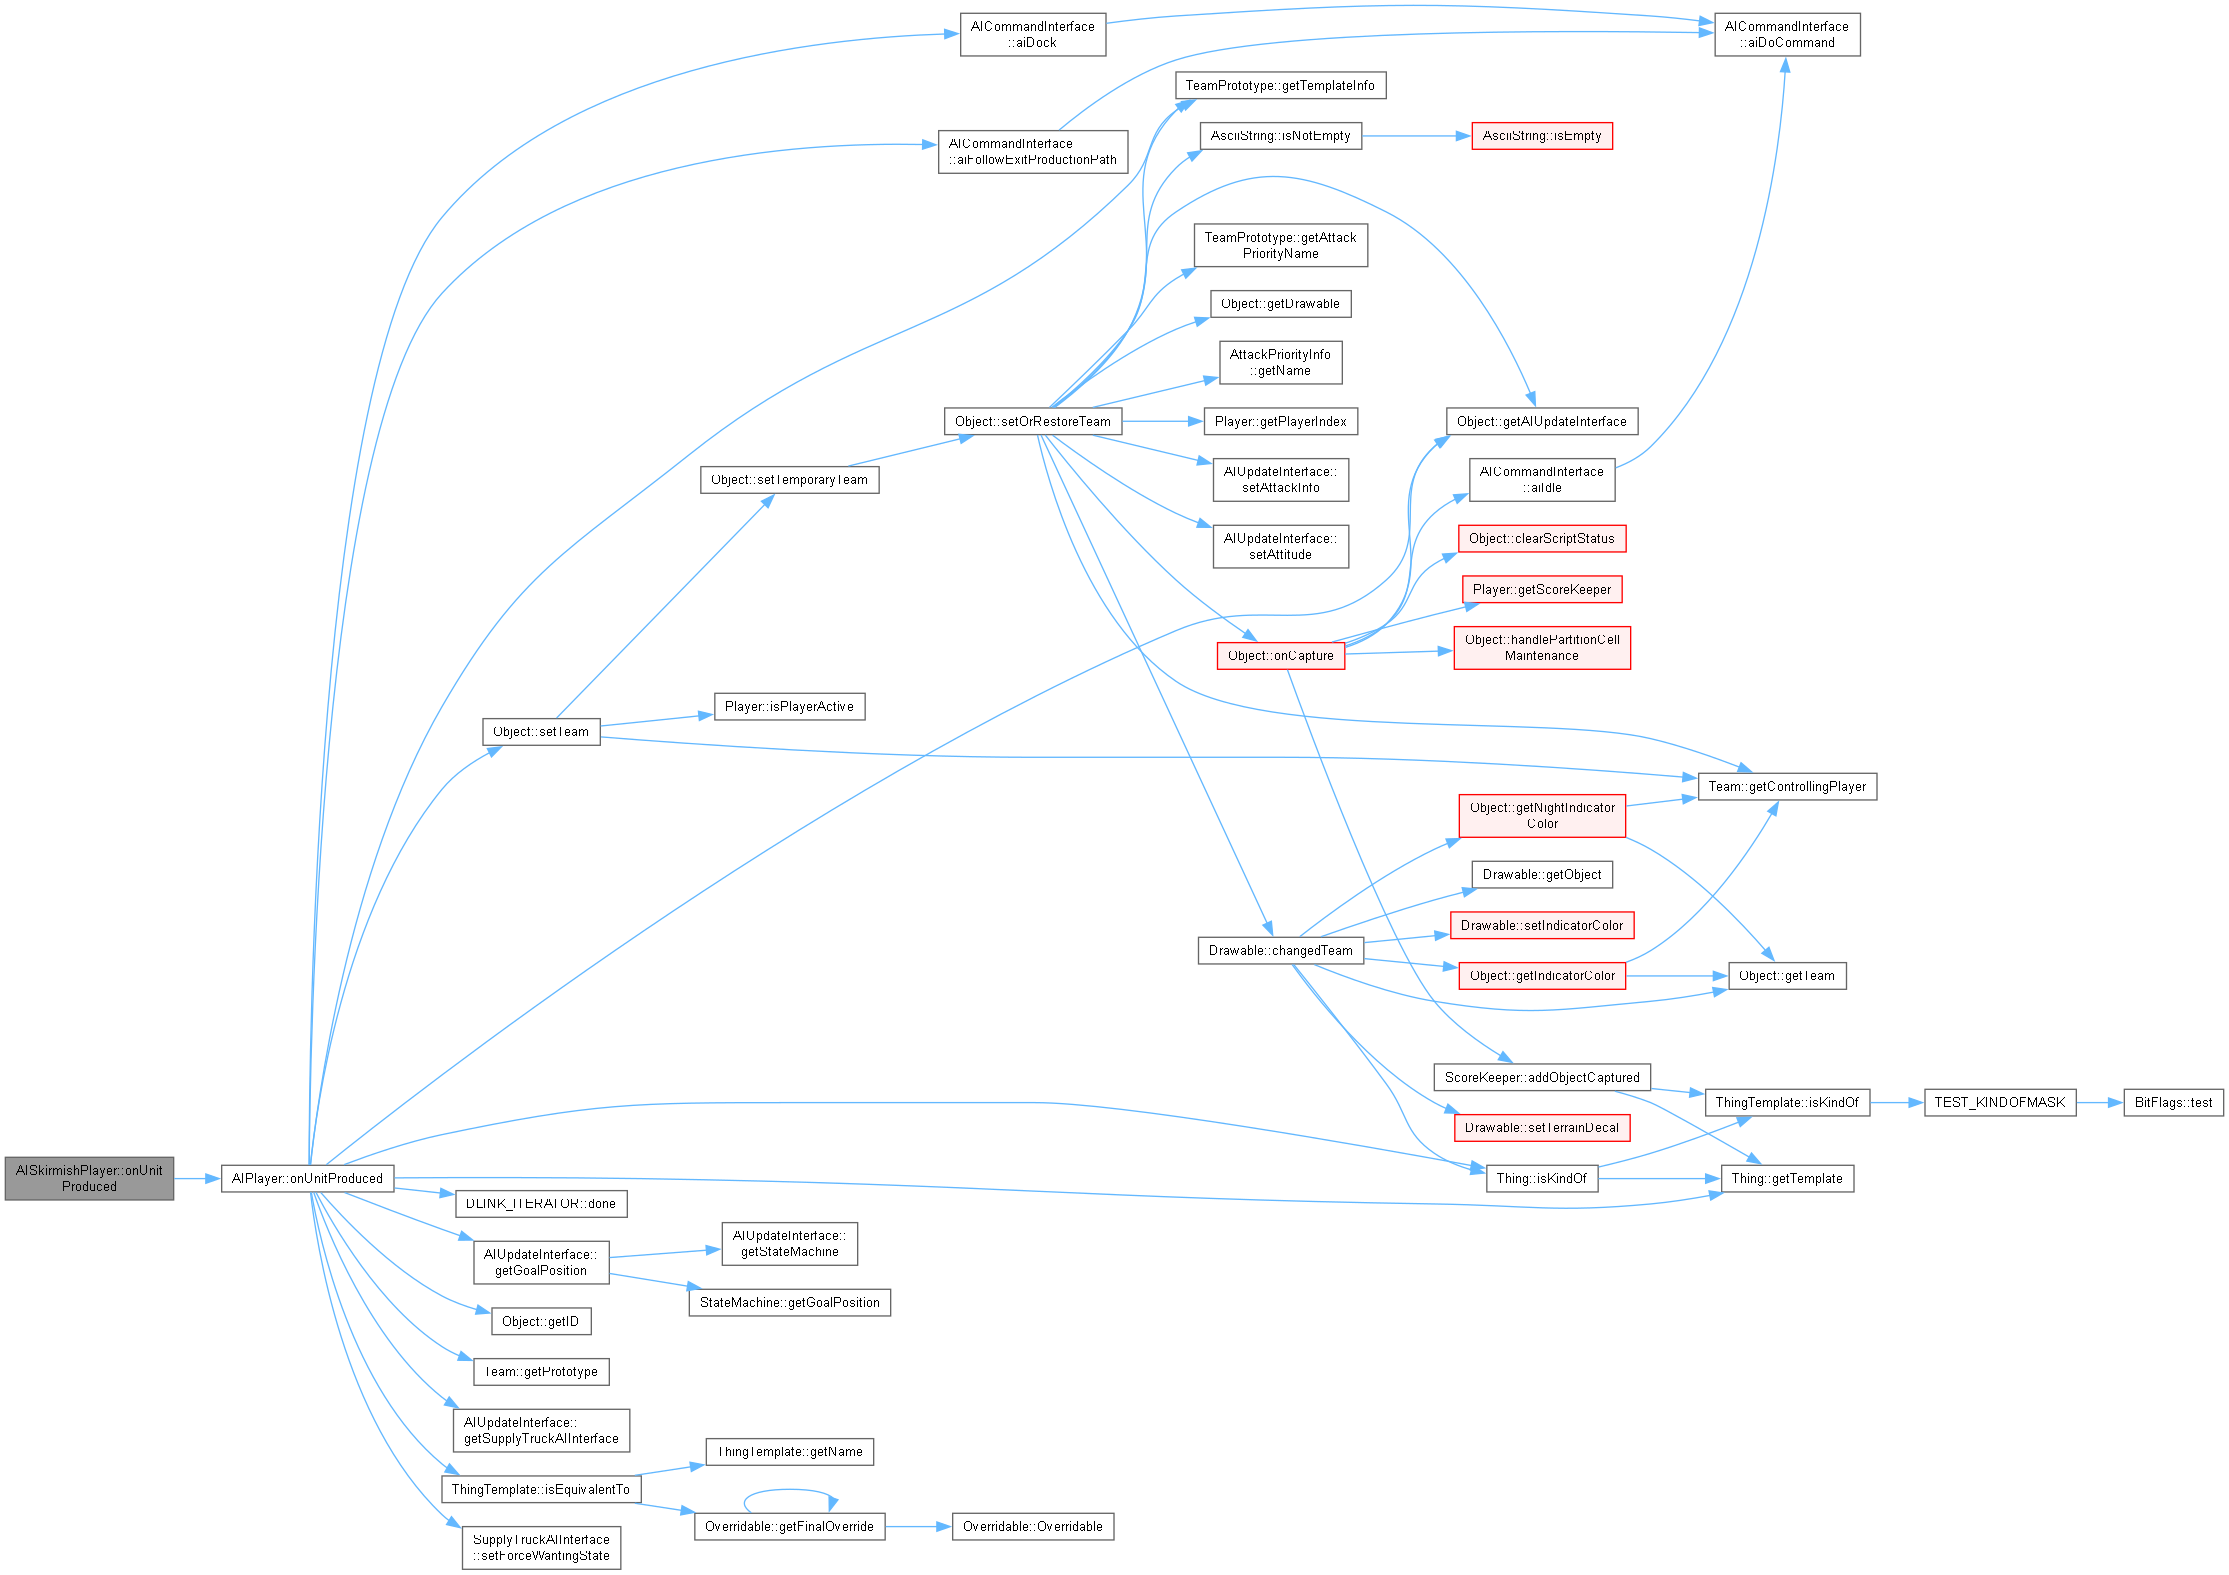 AISkirmishPlayer::onUnit
Produced
AIPlayer::onUnitProduced
AICommandInterface
::aiDock
AICommandInterface
::aiDoCommand
AICommandInterface
::aiFollowExitProductionPath
TeamPrototype::getTemplateInfo
AsciiString::isNotEmpty
AsciiString::isEmpty
TeamPrototype::getAttack
PriorityName
Object::getDrawable
AttackPriorityInfo
::getName
Object::setOrRestoreTeam
Player::getPlayerIndex
Object::getAIUpdateInterface
Object::setTemporaryTeam
AIUpdateInterface::
setAttackInfo
AICommandInterface
::aiIdle
AIUpdateInterface::
setAttitude
Object::clearScriptStatus
Player::getScoreKeeper
Object::onCapture
Object::handlePartitionCell
Maintenance
Player::isPlayerActive
Object::setTeam
Team::getControllingPlayer
Object::getNightIndicator
Color
Drawable::getObject
Drawable::setIndicatorColor
Drawable::changedTeam
Object::getIndicatorColor
Object::getTeam
ScoreKeeper::addObjectCaptured
ThingTemplate::isKindOf
TEST_KINDOFMASK
BitFlags::test
Drawable::setTerrainDecal
Thing::isKindOf
Thing::getTemplate
DLINK_ITERATOR::done
AIUpdateInterface::
getGoalPosition
AIUpdateInterface::
getStateMachine
StateMachine::getGoalPosition
Object::getID
Team::getPrototype
AIUpdateInterface::
getSupplyTruckAIInterface
ThingTemplate::isEquivalentTo
ThingTemplate::getName
Overridable::getFinalOverride
Overridable::Overridable
SupplyTruckAIInterface
::setForceWantingState